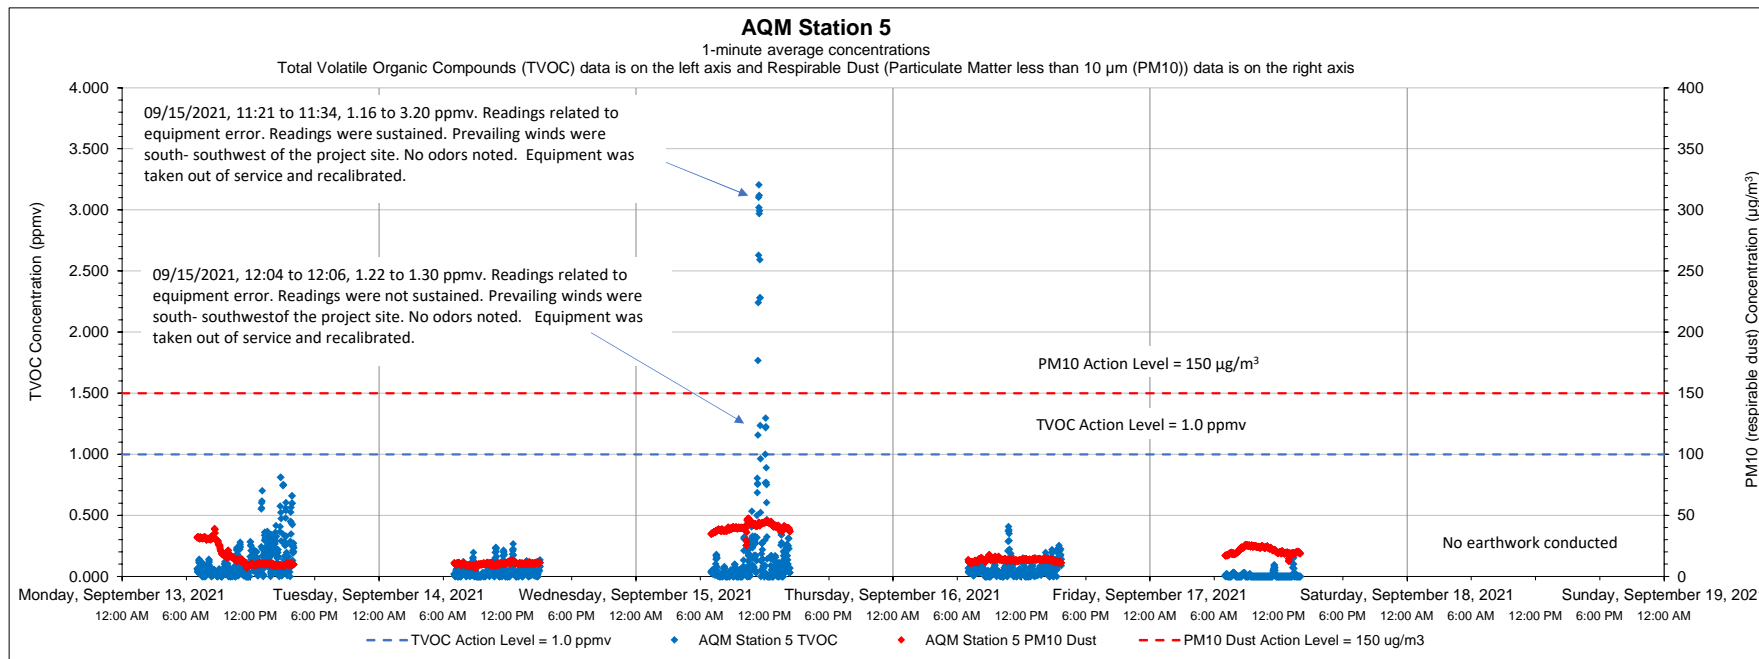 AQM Station 5
1-minute average concentrations
Total Volatile Organic Compounds (TVOC) data is on the left axis and Respirable Dust (Particulate Matter less than 10 µm (PM10)) data is on the right axis
TVOC Concentration (ppmv)
4.000
3.500
3.000
2.500
2.000
1.500
1.000
0.500
0.000
09/15/2021, 11:21 to 11:34, 1.16 to 3.20 ppmv. Readings related to
equipment error. Readings were sustained. Prevailing winds were
south- southwest of the project site. No odors noted.  Equipment was
taken out of service and recalibrated.
09/15/2021, 12:04 to 12:06, 1.22 to 1.30 ppmv. Readings related to
equipment error. Readings were not sustained. Prevailing winds were
south- southwestof the project site. No odors noted.   Equipment was
taken out of service and recalibrated.
PM10 Action Level = 150 µg/m³
TVOC Action Level = 1.0 ppmv
No earthwork conducted
400
350
300
250
200
150
100
50
0
PM10 (respirable dust) Concentration (µg/m³)
Monday, September 13, 2021 Tuesday, September 14, 2021 Wednesday, September 15, 2021 Thursday, September 16, 2021 Friday, September 17, 2021 Saturday, September 18, 2021 Sunday, September 19, 202
12:00 AM 6:00 AM 12:00 PM 6:00 PM 12:00 AM 6:00 AM 12:00 PM 6:00 PM 12:00 AM 6:00 AM 12:00 PM 6:00 PM 12:00 AM 6:00 AM 12:00 PM 6:00 PM 12:00 AM 6:00 AM 12:00 PM 6:00 PM 12:00 AM 6:00 AM 12:00 PM 6:00 PM 12:00 AM
TVOC Action Level = 1.0 ppmv AQM Station 5 TVOC AQM Station 5 PM10 Dust PM10 Dust Action Level = 150 ug/m3